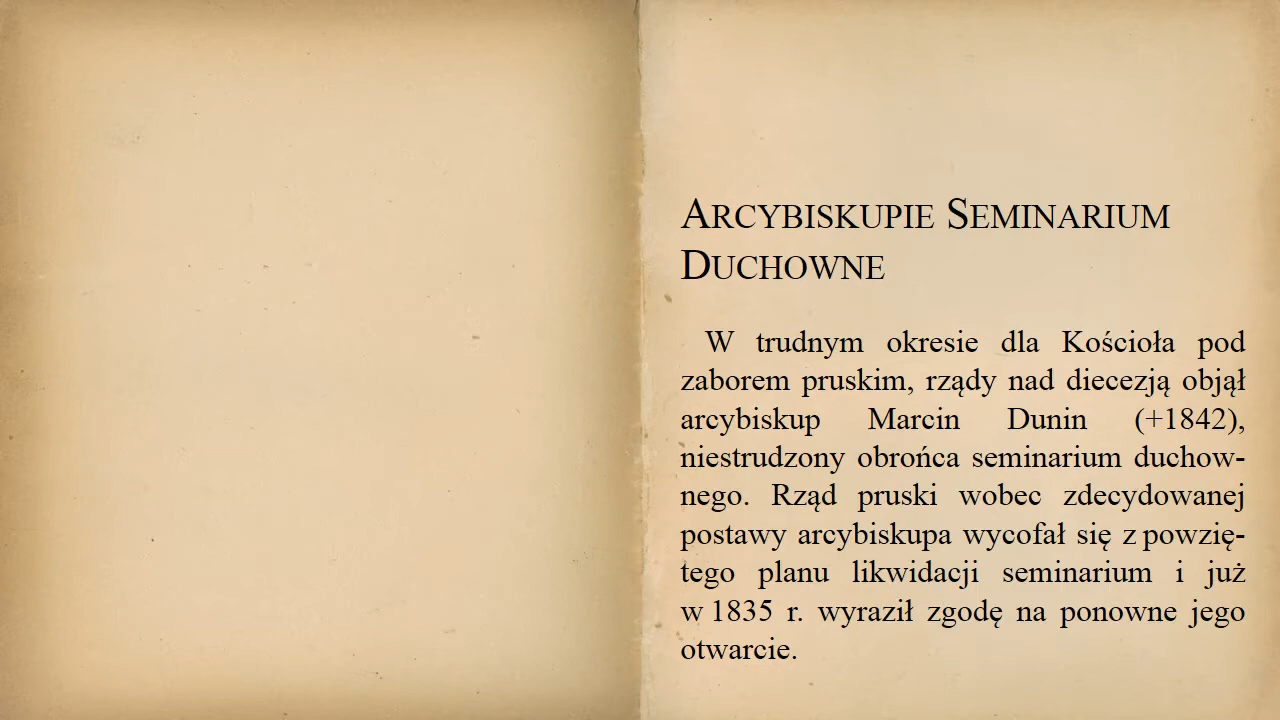 Arcybiskupie Seminarium
Duchowne
W trudnym okresie dla Kościoła pod
zaborem pruskim, rządy nad diecezją objął
arcybiskup Marcin Dunin (+1842),
niestrudzony obrońca seminarium duchow-
nego. Rząd pruski wobec zdecydowanej
postawy arcybiskupa wycofał się z powzię-
tego planu likwidacji seminarium i już
w 1835 r. wyraził zgodę na ponowne jego
otwarcie.